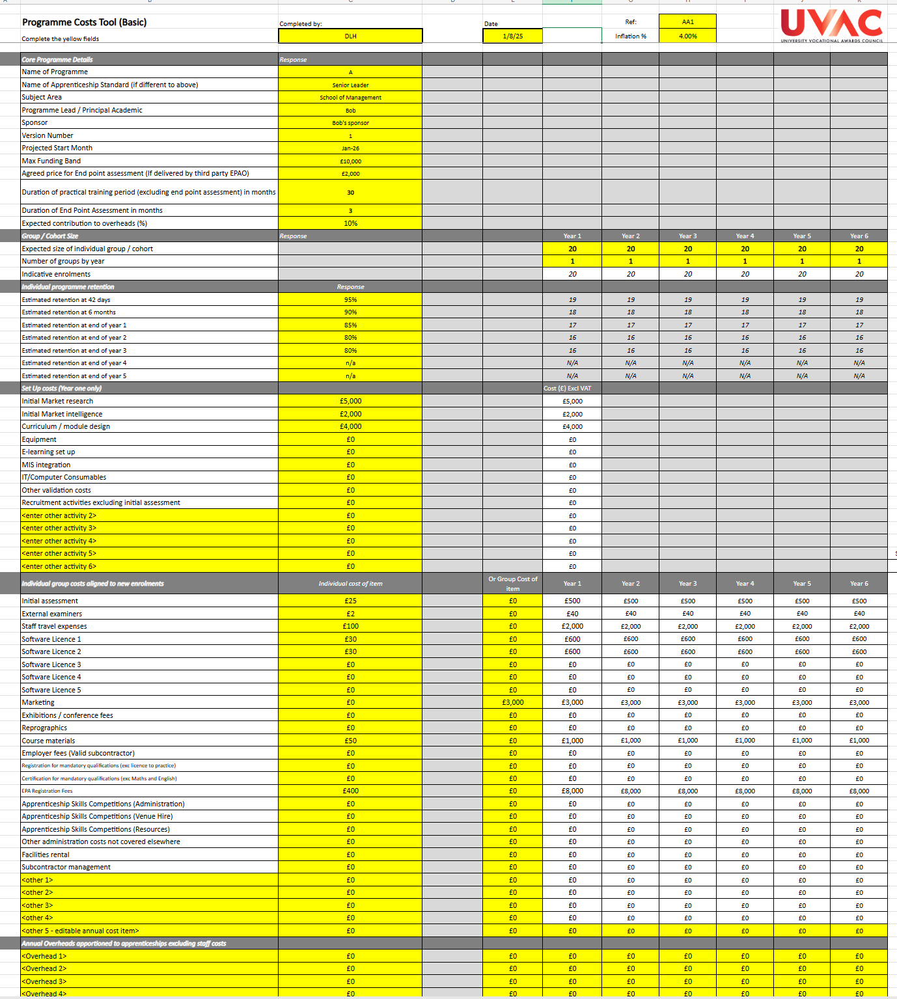 Programme Costs Tool (Basic) Completed by: Date Ref: AA1 UVAC
Complete the yellow fields DLH 1/8/25 Inflation % 4.00% UNIVERSITY VOCATIONAL AWARDS COUNCIL
Core Programme Details Response
Name of Programme A
Name of Apprenticeship Standard (if different to above) Senior Leader
Subject Area School of Management
Programme Lead / Principal Academic Bob
Sponsor Bob's sponsor
Version Number 1
Projected Start Month Jan-26
Max Funding Band £10,000
Agreed price for End point assessment (If delivered by third party EPAO) £2,000
Duration of practical training period (excluding end point assessment) in months 30
Duration of End Point Assessment in months 3
Expected contribution to overheads (%) 10%
Group / Cohort Size Response Year 1 Year 2 Year 3 Year 4 Year 5 Year 6
Expected size of individual group / cohort 20 20 20 20 20 20
Number of groups by year 1 1 1 1 1 1
Indicative enrolments 20 20 20 20 20 20
Individual programme retention Response
Estimated retention at 42 days 95% 19 19 19 19 19 19
Estimated retention at 6 months 90% 18 18 18 18 18 18
Estimated retention at end of year 1 85% 17 17 17 17 17 17
Estimated retention at end of year 2 80% 16 16 16 16 16 16
Estimated retention at end of year 3 80% 16 16 16 16 16 16
Estimated retention at end of year 4 n/a N/A N/A N/A N/A N/A N/A
Estimated retention at end of year 5 n/a N/A N/A N/A N/A N/A N/A
Set Up costs (Year one only) Cost (£) Excl VAT
Initial Market research £5,000 £5,000
Initial Market intelligence £2,000 £2,000
Curriculum / module design £4,000 £4,000
Equipment £0 £0
E-learning set up £0 £0
MIS integration £0 £0
IT/Computer Consumables £0 £0
Other validation costs £0 £0
Recruitment activities excluding initial assessment £0 £0
<enter other activity 2> £0 £0
<enter other activity 3> £0 £0
<enter other activity 4> £0 £0
<enter other activity 5> £0 £0
<enter other activity 6> £0 £0
Individual group costs aligned to new enrolments Individual cost of item Or Group Cost of item Year 1 Year 2 Year 3 Year 4 Year 5 Year 6
Initial assessment £25 £0 £500 £500 £500 £500 £500 £500
External examiners £2 £0 £40 £40 £40 £40 £40 £40
Staff travel expenses £100 £0 £2,000 £2,000 £2,000 £2,000 £2,000 £2,000
Software Licence 1 £30 £0 £600 £600 £600 £600 £600 £600
Software Licence 2 £30 £0 £600 £600 £600 £600 £600 £600
Software Licence 3 £0 £0 £0 £0 £0 £0 £0 £0
Software Licence 4 £0 £0 £0 £0 £0 £0 £0 £0
Software Licence 5 £0 £0 £0 £0 £0 £0 £0 £0
Marketing £0 £3,000 £3,000 £3,000 £3,000 £3,000 £3,000 £3,000
Exhibitions / conference fees £0 £0 £0 £0 £0 £0 £0 £0
Reprographics £0 £0 £0 £0 £0 £0 £0 £0
Course materials £50 £0 £1,000 £1,000 £1,000 £1,000 £1,000 £1,000
Employer fees (Valid subcontractor) £0 £0 £0 £0 £0 £0 £0 £0
Registration for mandatory qualifications (exc licence to practice) £0 £0 £0 £0 £0 £0 £0 £0
Certification for mandatory qualifications (exc Maths and English) £0 £0 £0 £0 £0 £0 £0 £0
EPA Registration Fees £400 £0 £8,000 £8,000 £8,000 £8,000 £8,000 £8,000
Apprenticeship Skills Competitions (Administration) £0 £0 £0 £0 £0 £0 £0 £0
Apprenticeship Skills Competitions (Venue Hire) £0 £0 £0 £0 £0 £0 £0 £0
Apprenticeship Skills Competitions (Resources) £0 £0 £0 £0 £0 £0 £0 £0
Other administration costs not covered elsewhere £0 £0 £0 £0 £0 £0 £0 £0
Facilities rental £0 £0 £0 £0 £0 £0 £0 £0
Subcontractor management £0 £0 £0 £0 £0 £0 £0 £0
<other 1> £0 £0 £0 £0 £0 £0 £0 £0
<other 2> £0 £0 £0 £0 £0 £0 £0 £0
<other 3> £0 £0 £0 £0 £0 £0 £0 £0
<other 4> £0 £0 £0 £0 £0 £0 £0 £0
<other 5 - editable annual cost item> £0 £0 £0 £0 £0 £0 £0 £0
Annual Overheads apportioned to apprenticeships excluding staff costs
<Overhead 1> £0 £0 £0 £0 £0 £0 £0 £0
<Overhead 2> £0 £0 £0 £0 £0 £0 £0 £0
<Overhead 3> £0 £0 £0 £0 £0 £0 £0 £0
<Overhead 4> £0 £0 £0 £0 £0 £0 £0 £0